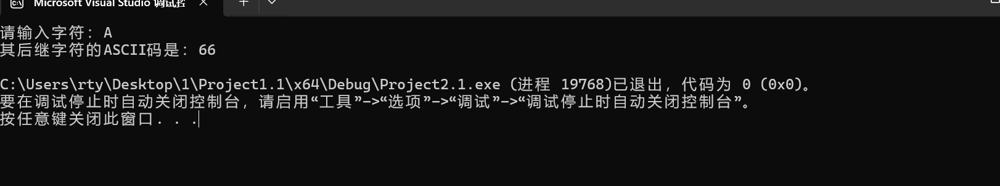 Microsoft Visual Studio 调试控
请输入字符：A
其后继字符的ASCII码是：66
C:\Users\rty\Desktop\1\Project1.1\x64\Debug\Project2.1.exe (进程 19768)已退出，代码为 0 (0x0)。
要在调试停止时自动关闭控制台，请启用“工具”->“选项”->“调试”->“调试停止时自动关闭控制台”。
按任意键关闭此窗口. . .